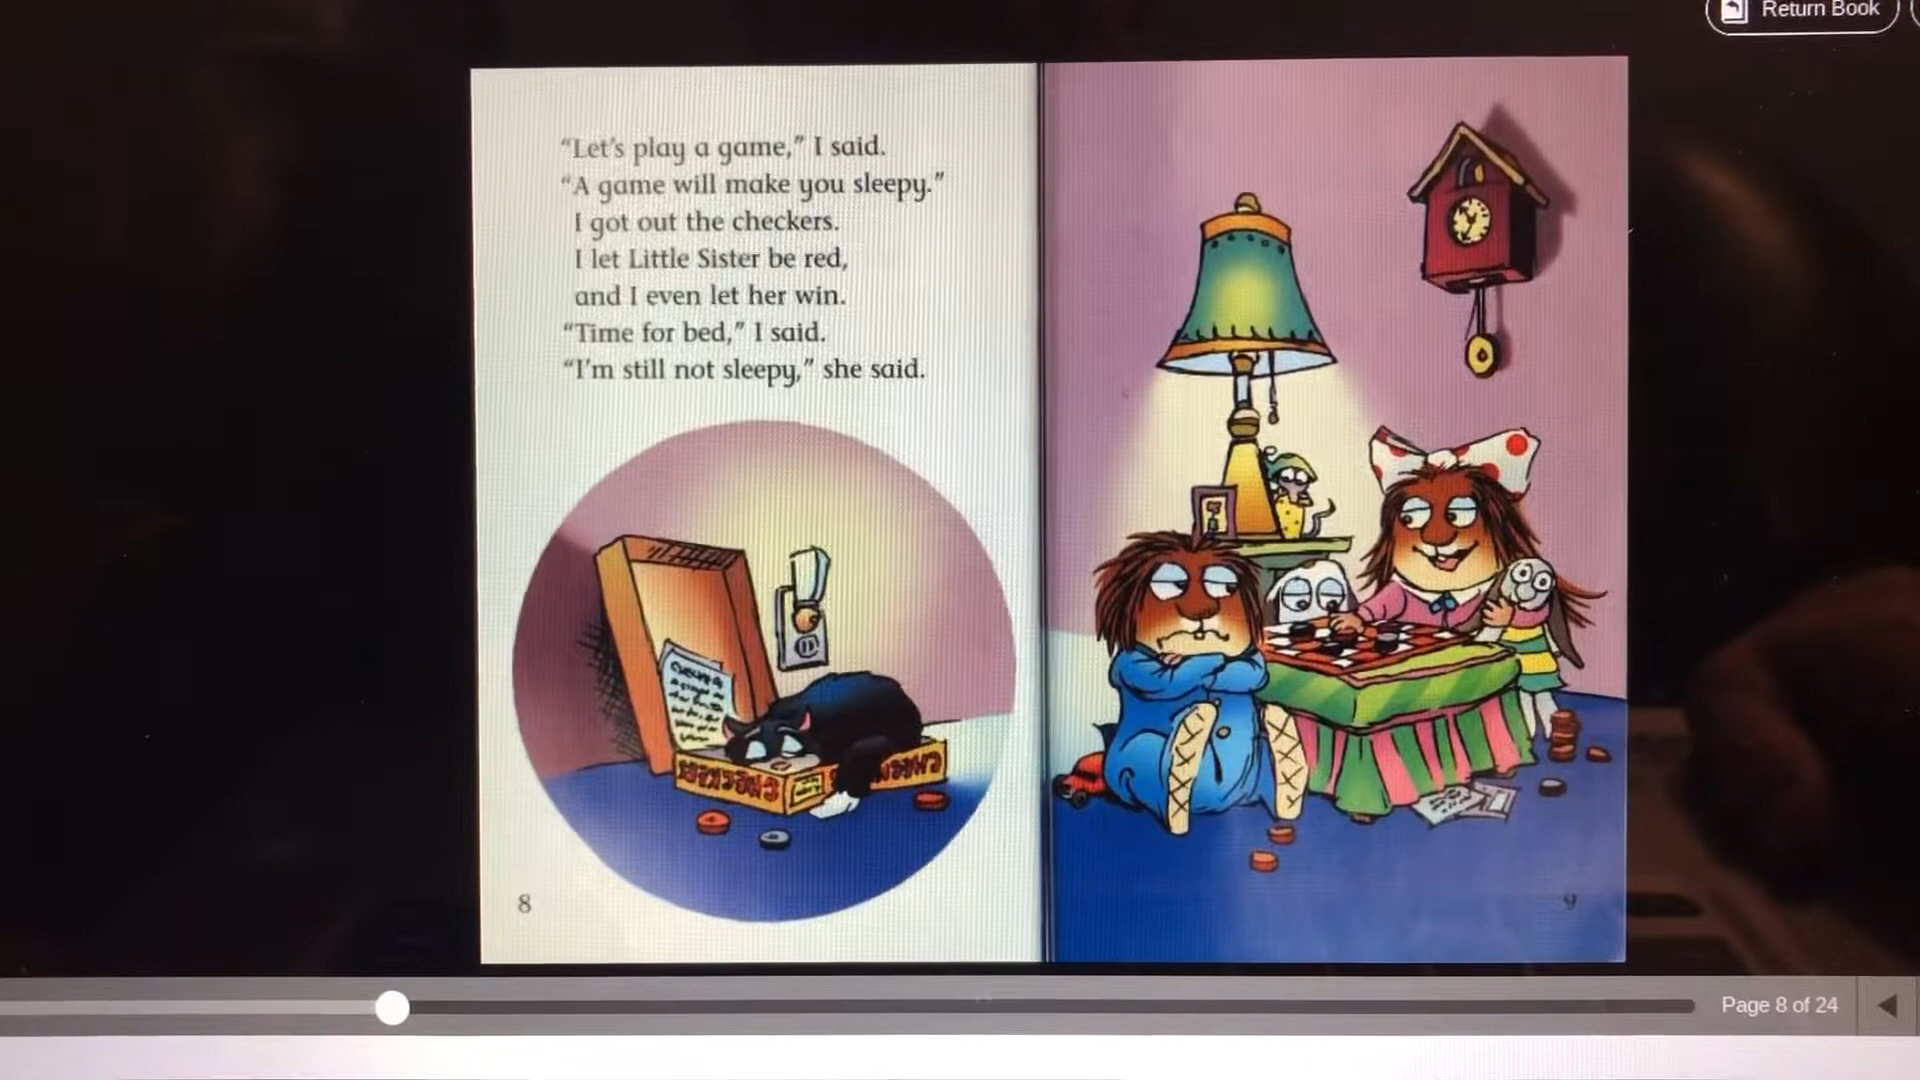 Return Book
“Let’s play a game,” I said.
“A game will make you sleepy.”
I got out the checkers.
I let Little Sister be red,
and I even let her win.
“Time for bed,” I said.
“I’m still not sleepy,” she said.
CHECKERS
8
9
Page 8 of 24